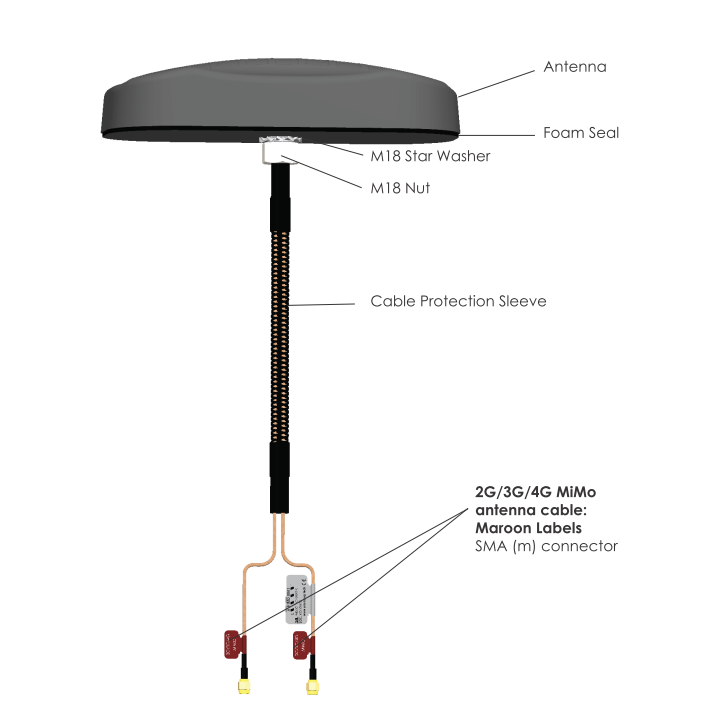 Antenna
Foam Seal
M18 Star Washer
M18 Nut
Cable Protection Sleeve
2G/3G/4G MiMo
antenna cable:
Maroon Labels
SMA (m) connector